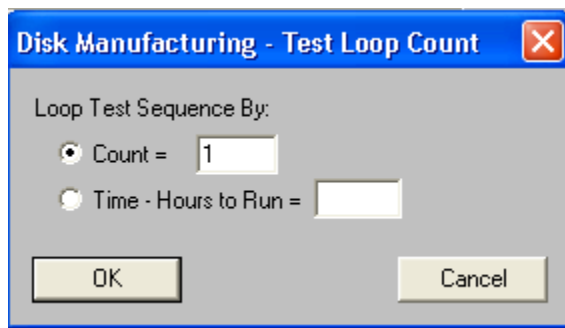 Disk Manufacturing - Test Loop Count
Loop Test Sequence By:
Count = 1
Time - Hours to Run =
OK Cancel